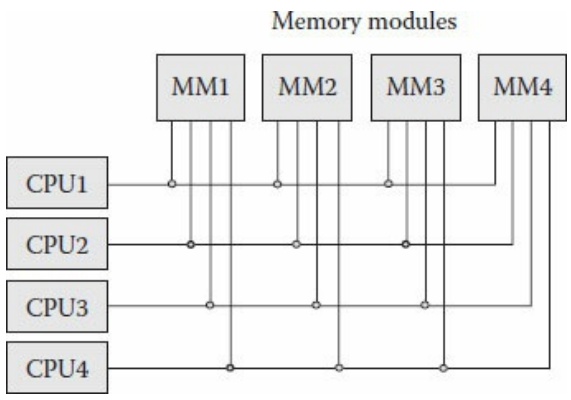 Memory modules
MM1 MM2 MM3 MM4
CPU1
CPU2
CPU3
CPU4